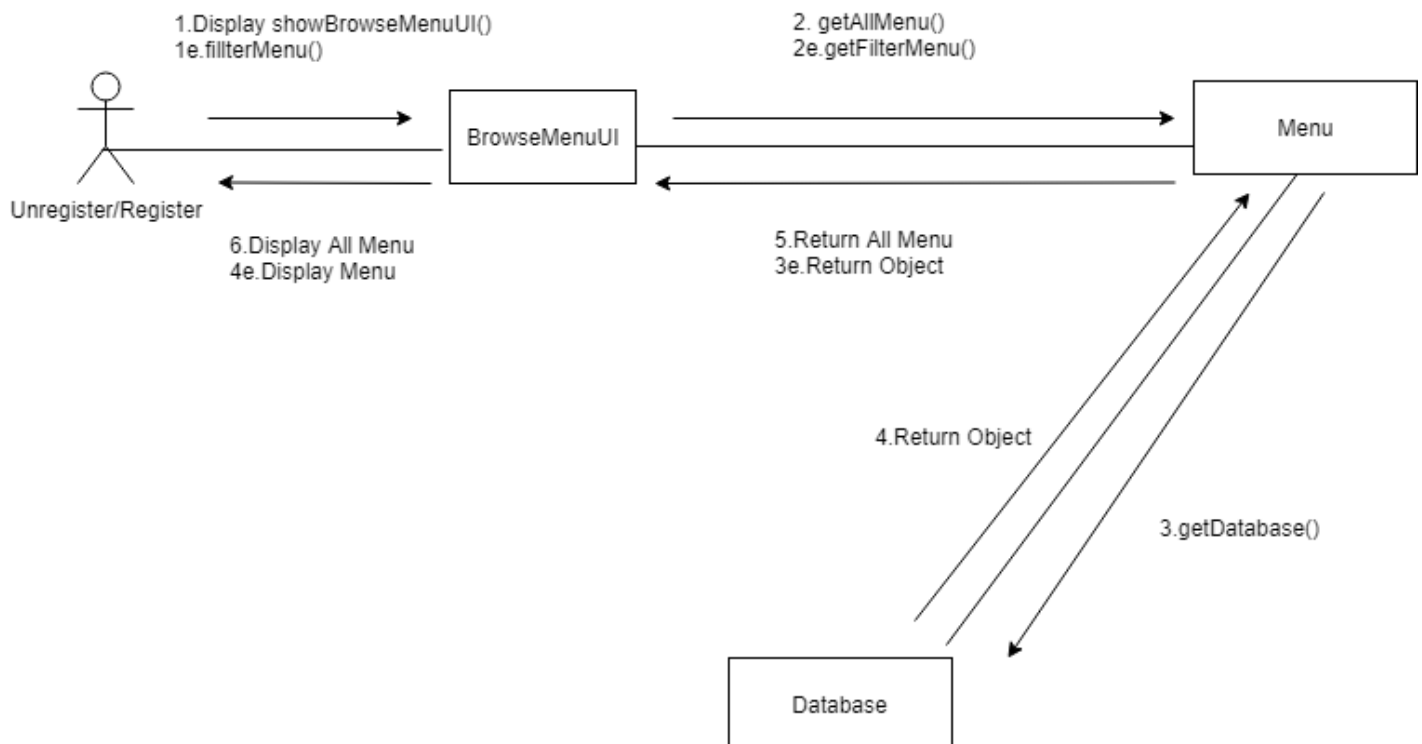 1.Display showBrowseMenuUI()
1e.fillterMenu()
2. getAllMenu()
2e.getFilterMenu()
BrowseMenuUI
Menu
Unregister/Register
6.Display All Menu
4e.Display Menu
5.Return All Menu
3e.Return Object
4.Return Object
3.getDatabase()
Database